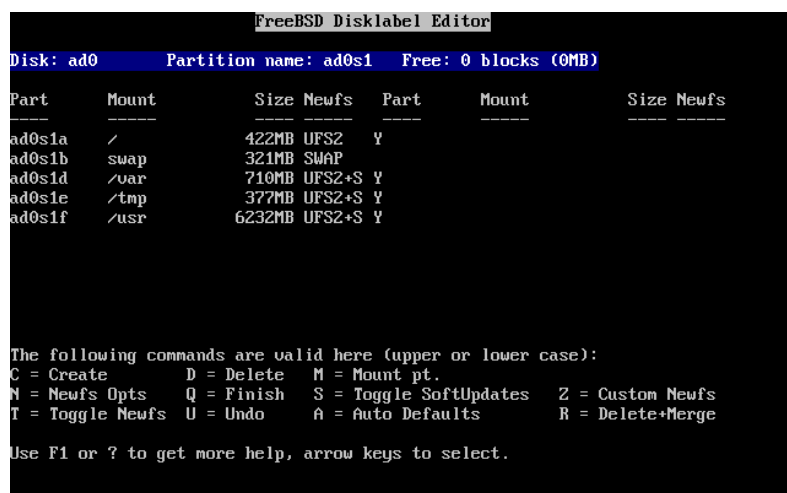 FreeBSD Disklabel Editor
Disk: ad0 Partition name: ad0s1 Free: 0 blocks (0MB)
Part Mount Size Newfs Part Mount Size Newfs
---- ----- ---- ----- ---- ----- ---- -----
ad0s1a / 422MB UFS2 Y
ad0s1b swap 321MB SWAP
ad0s1d /var 710MB UFS2+S Y
ad0s1e /tmp 377MB UFS2+S Y
ad0s1f /usr 6232MB UFS2+S Y
The following commands are valid here (upper or lower case):
C = Create D = Delete M = Mount pt.
N = Newfs Opts Q = Finish S = Toggle SoftUpdates Z = Custom Newfs
T = Toggle Newfs U = Undo A = Auto Defaults R = Delete+Merge
Use F1 or ? to get more help, arrow keys to select.